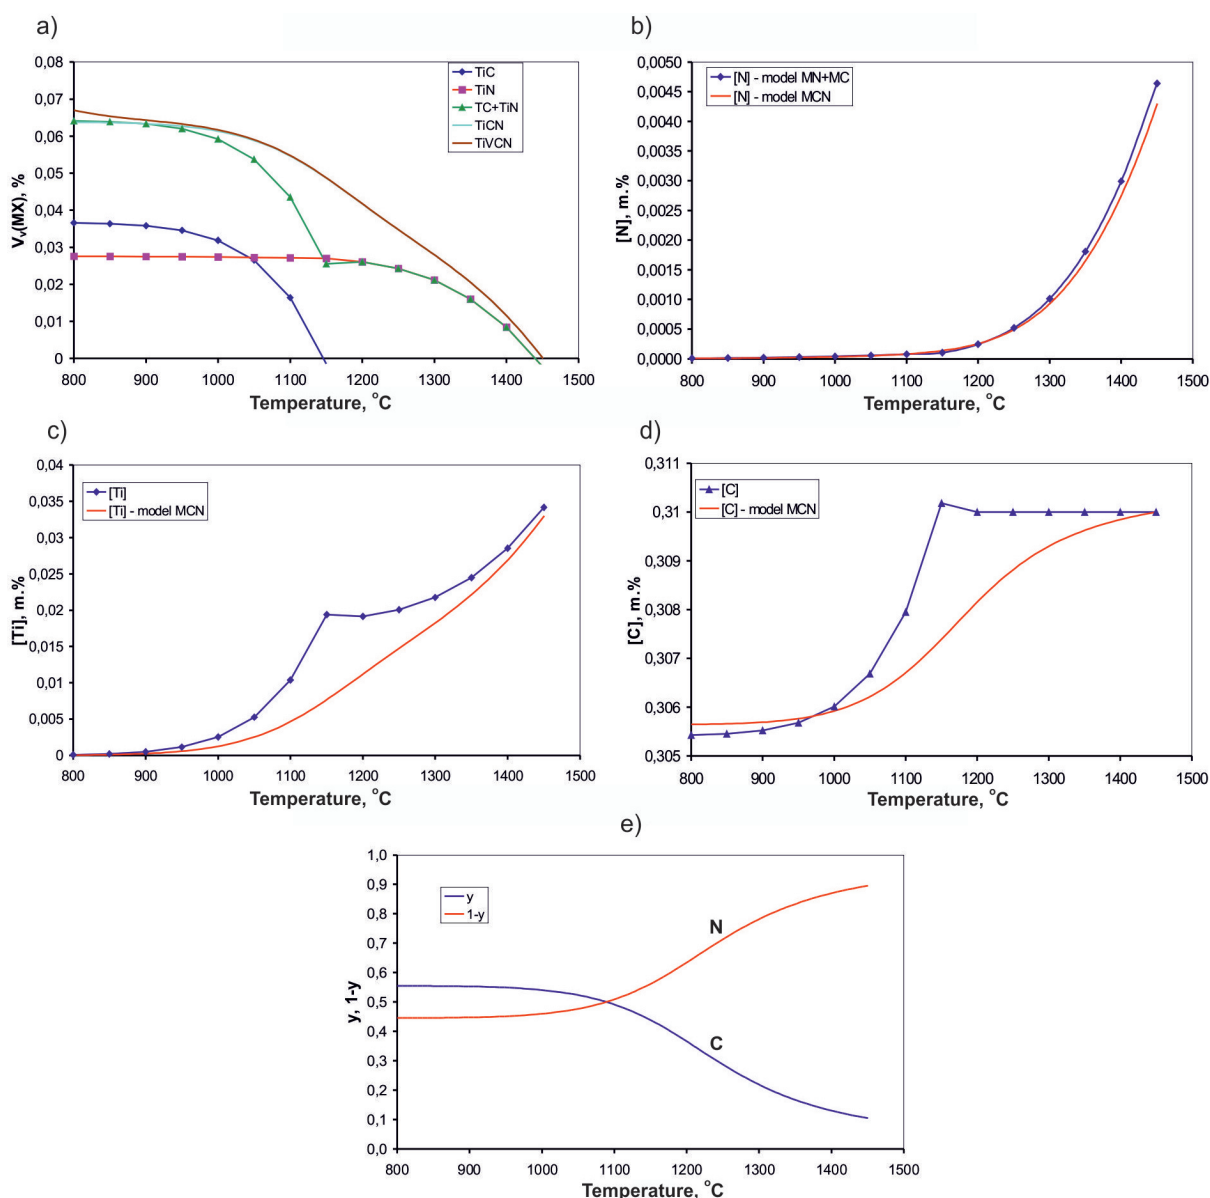 a)
0,08
0,07
0,06
0,05
0,04
0,03
0,02
0,01
0
Vv(MX), %
TiC
TiN
TC+TiN
TiCN
TiVCN
800 900 1000 1100 1200 1300 1400 1500
Temperature, °C
b)
0,0050
0,0045
0,0040
0,0035
0,0030
0,0025
0,0020
0,0015
0,0010
0,0005
0,0000
[N], m.%
[N] - model MN+MC
[N] - model MCN
800 900 1000 1100 1200 1300 1400 1500
Temperature, °C
c)
0,04
0,035
0,03
0,025
0,02
0,015
0,01
0,005
0
[Ti], m.%
[Ti]
[Ti] - model MCN
800 900 1000 1100 1200 1300 1400 1500
Temperature, °C
d)
0,311
0,31
0,309
0,308
0,307
0,306
0,305
[C], m.%
[C]
[C] - model MCN
800 900 1000 1100 1200 1300 1400 1500
Temperature, °C
e)
1,0
0,9
0,8
0,7
0,6
0,5
0,4
0,3
0,2
0,1
0,0
y, 1-y
y
1-y
N
C
800 900 1000 1100 1200 1300 1400 1500
Temperature, °C